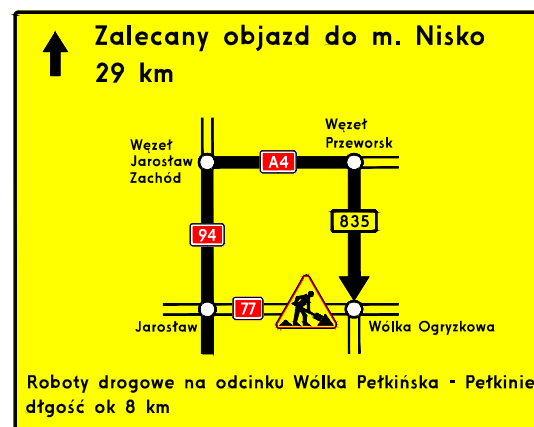 Zalecany objazd do m. Nisko
29 km
Węzeł
Jarosław
Zachód
Węzeł
Przeworsk
A4
94
835
77
Jarosław
Wólka Ogryzkowa
Roboty drogowe na odcinku Wólka Pełkińska - Pełkinie
dłgość ok 8 km